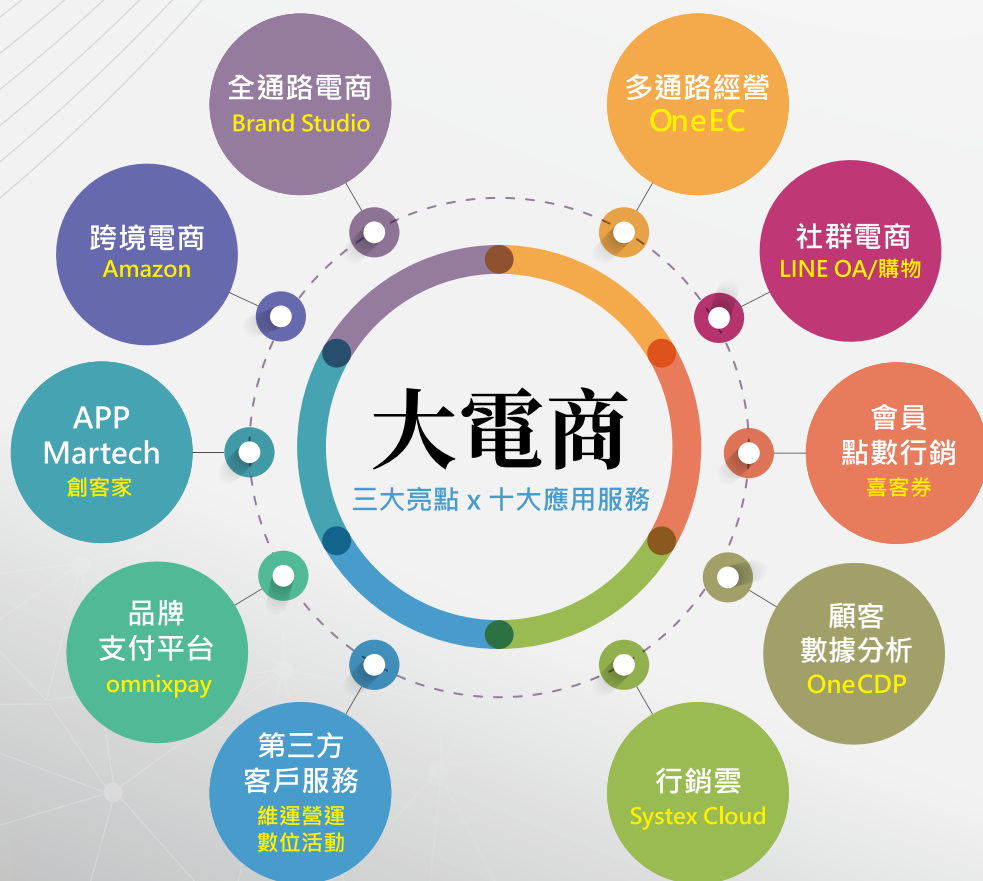 全通路電商
Brand Studio
多通路經營
OneEC
跨境電商
Amazon
社群電商
LINE OA/購物
APP
Martech
創客家
大電商
三大亮點 x 十大應用服務
會員
點數行銷
喜客券
品牌
支付平台
omnixpay
顧客
數據分析
OneCDP
第三方
客戶服務
維運營運
數位活動
行銷雲
Systex Cloud